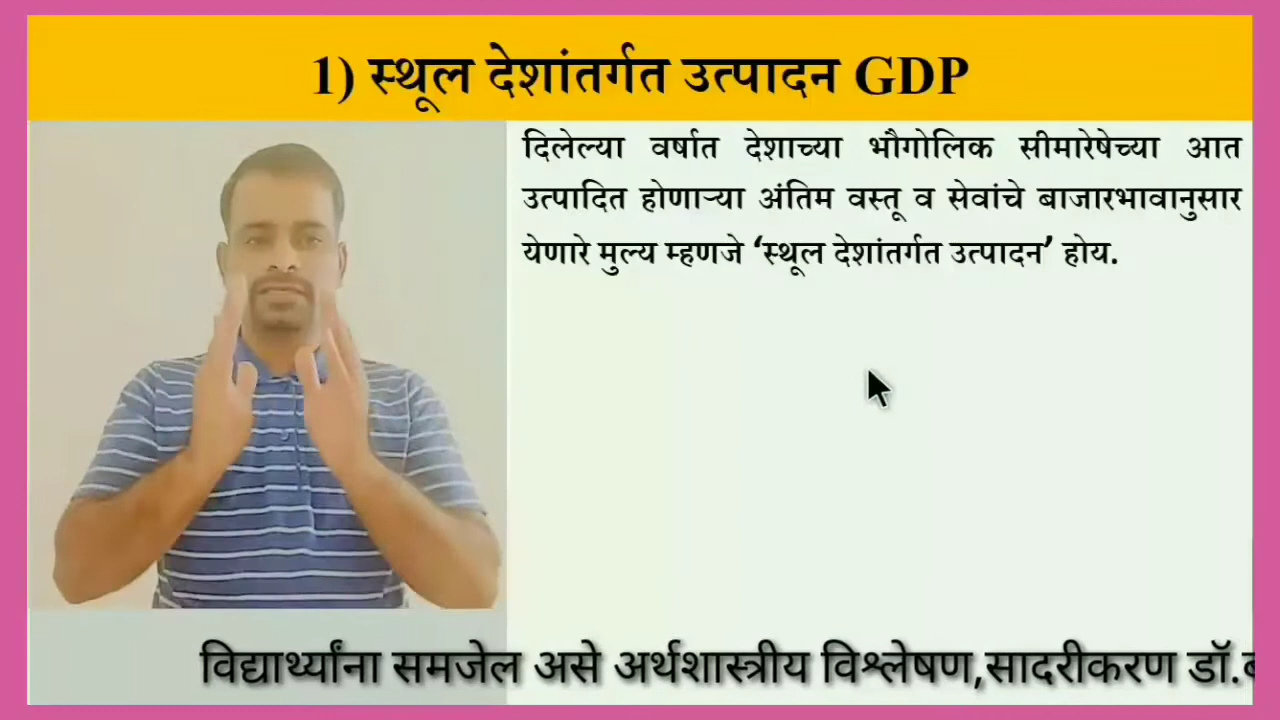 1) स्थूल देशांतर्गत उत्पादन GDP
दिलेल्या वर्षात देशाच्या भौगोलिक सीमारेषेच्या आत
उत्पादित होणाऱ्या अंतिम वस्तू व सेवांचे बाजारभावानुसार
येणारे मुल्य म्हणजे ‘स्थूल देशांतर्गत उत्पादन’ होय.
विद्यार्थ्यांना समजेल असे अर्थशास्त्रीय विश्लेषण,सादरीकरण डॉ.